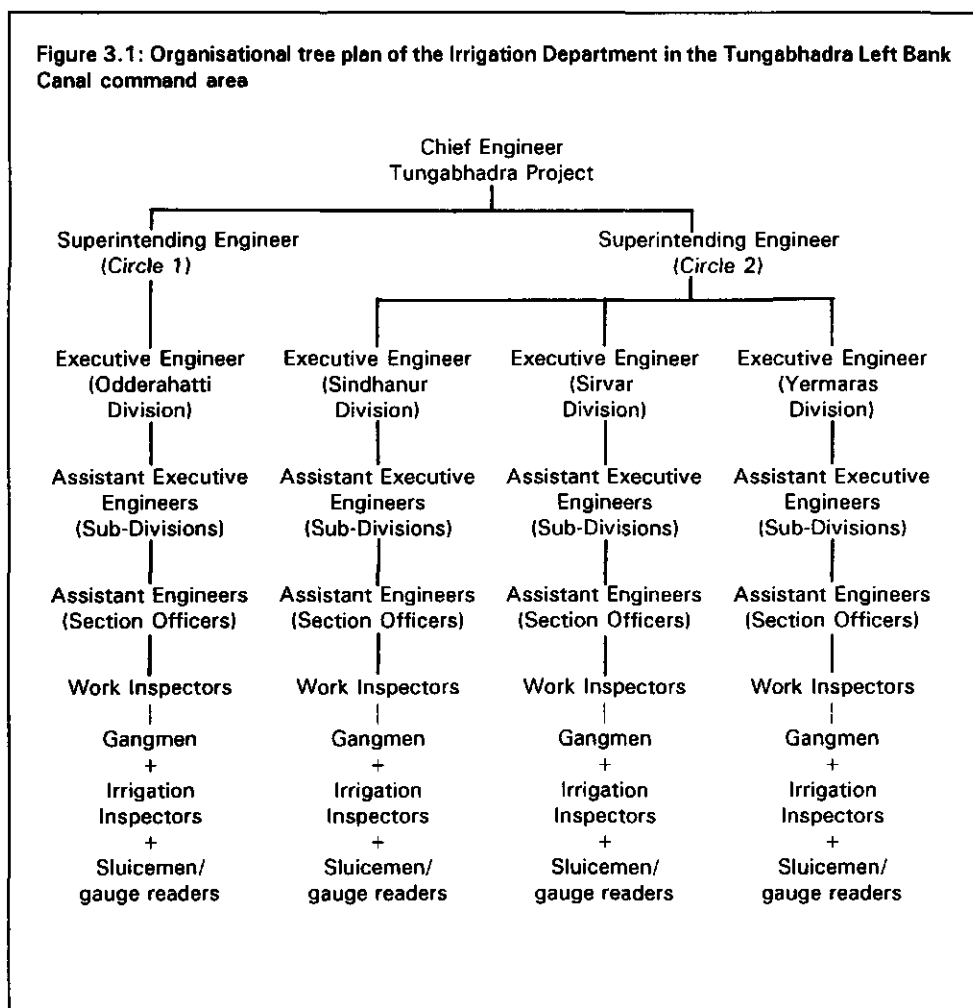 Figure 3.1: Organisational tree plan of the Irrigation Department in the Tungabhadra Left Bank
Canal command area
Chief Engineer
Tungabhadra Project
Superintending Engineer
(Circle 1)
Superintending Engineer
(Circle 2)
Executive Engineer
(Odderahatti
Division)
Executive Engineer
(Sindhanur
Division)
Executive Engineer
(Sirvar
Division)
Executive Engineer
(Yermaras
Division)
Assistant Executive
Engineers
(Sub-Divisions)
Assistant Executive
Engineers
(Sub-Divisions)
Assistant Executive
Engineers
(Sub-Divisions)
Assistant Executive
Engineers
(Sub-Divisions)
Assistant Engineers
(Section Officers)
Assistant Engineers
(Section Officers)
Assistant Engineers
(Section Officers)
Assistant Engineers
(Section Officers)
Work Inspectors
Work Inspectors
Work Inspectors
Work Inspectors
Gangmen
+
Irrigation
Inspectors
+
Sluicemen/
gauge readers
Gangmen
+
Irrigation
Inspectors
+
Sluicemen/
gauge readers
Gangmen
+
Irrigation
Inspectors
+
Sluicemen/
gauge readers
Gangmen
+
Irrigation
Inspectors
+
Sluicemen/
gauge readers